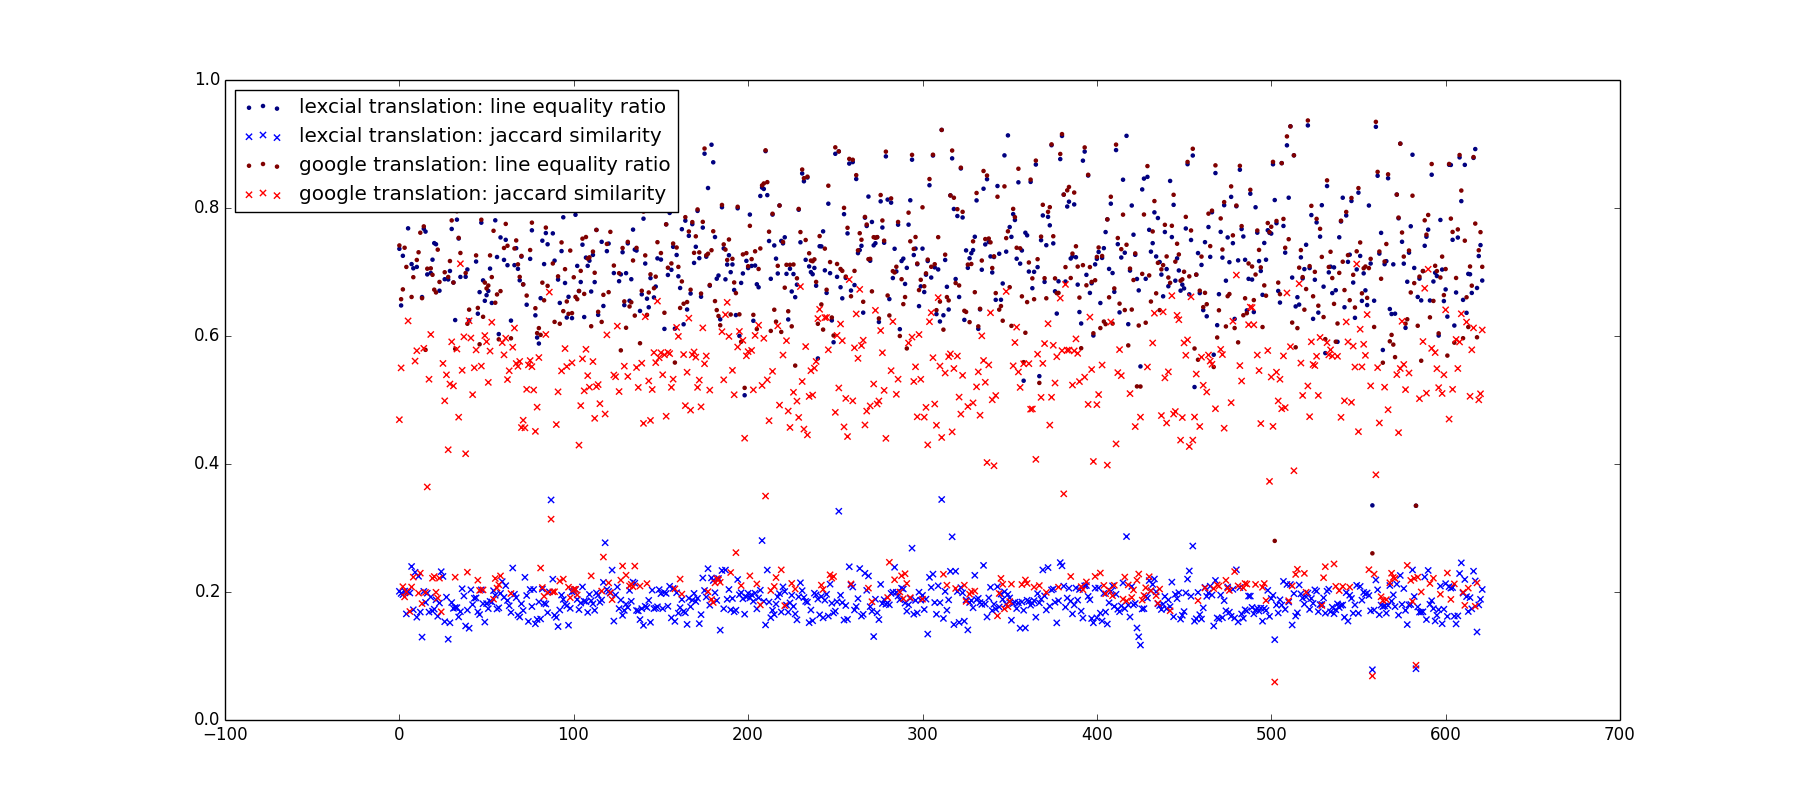 1.0
lexcial translation: line equality ratio
lexcial translation: jaccard similarity
google translation: line equality ratio
google translation: jaccard similarity
0.8
0.6
0.4
0.2
0.0
−100 0 100 200 300 400 500 600 700